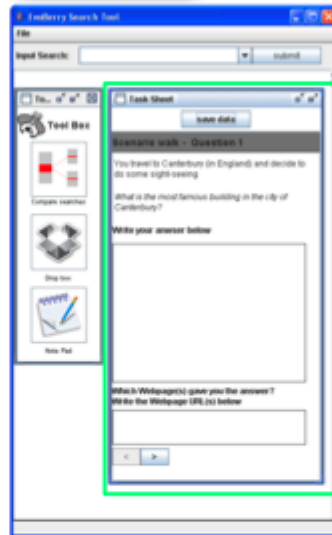 EvoBerry Search Tool
File
Input Search:
submit
To...
Task Sheet
save data
Tool Box
Scenario walk - Question 1
You travel to Canterbury (in England) and decide to
do some sight-seeing
What is the most famous building in the city of
Canterbury?
Write your answer below
Compare searches
Drop box
Note Pad
Which Webpage(s) gave you the answer?
Write the Webpage URL(s) below
<
>